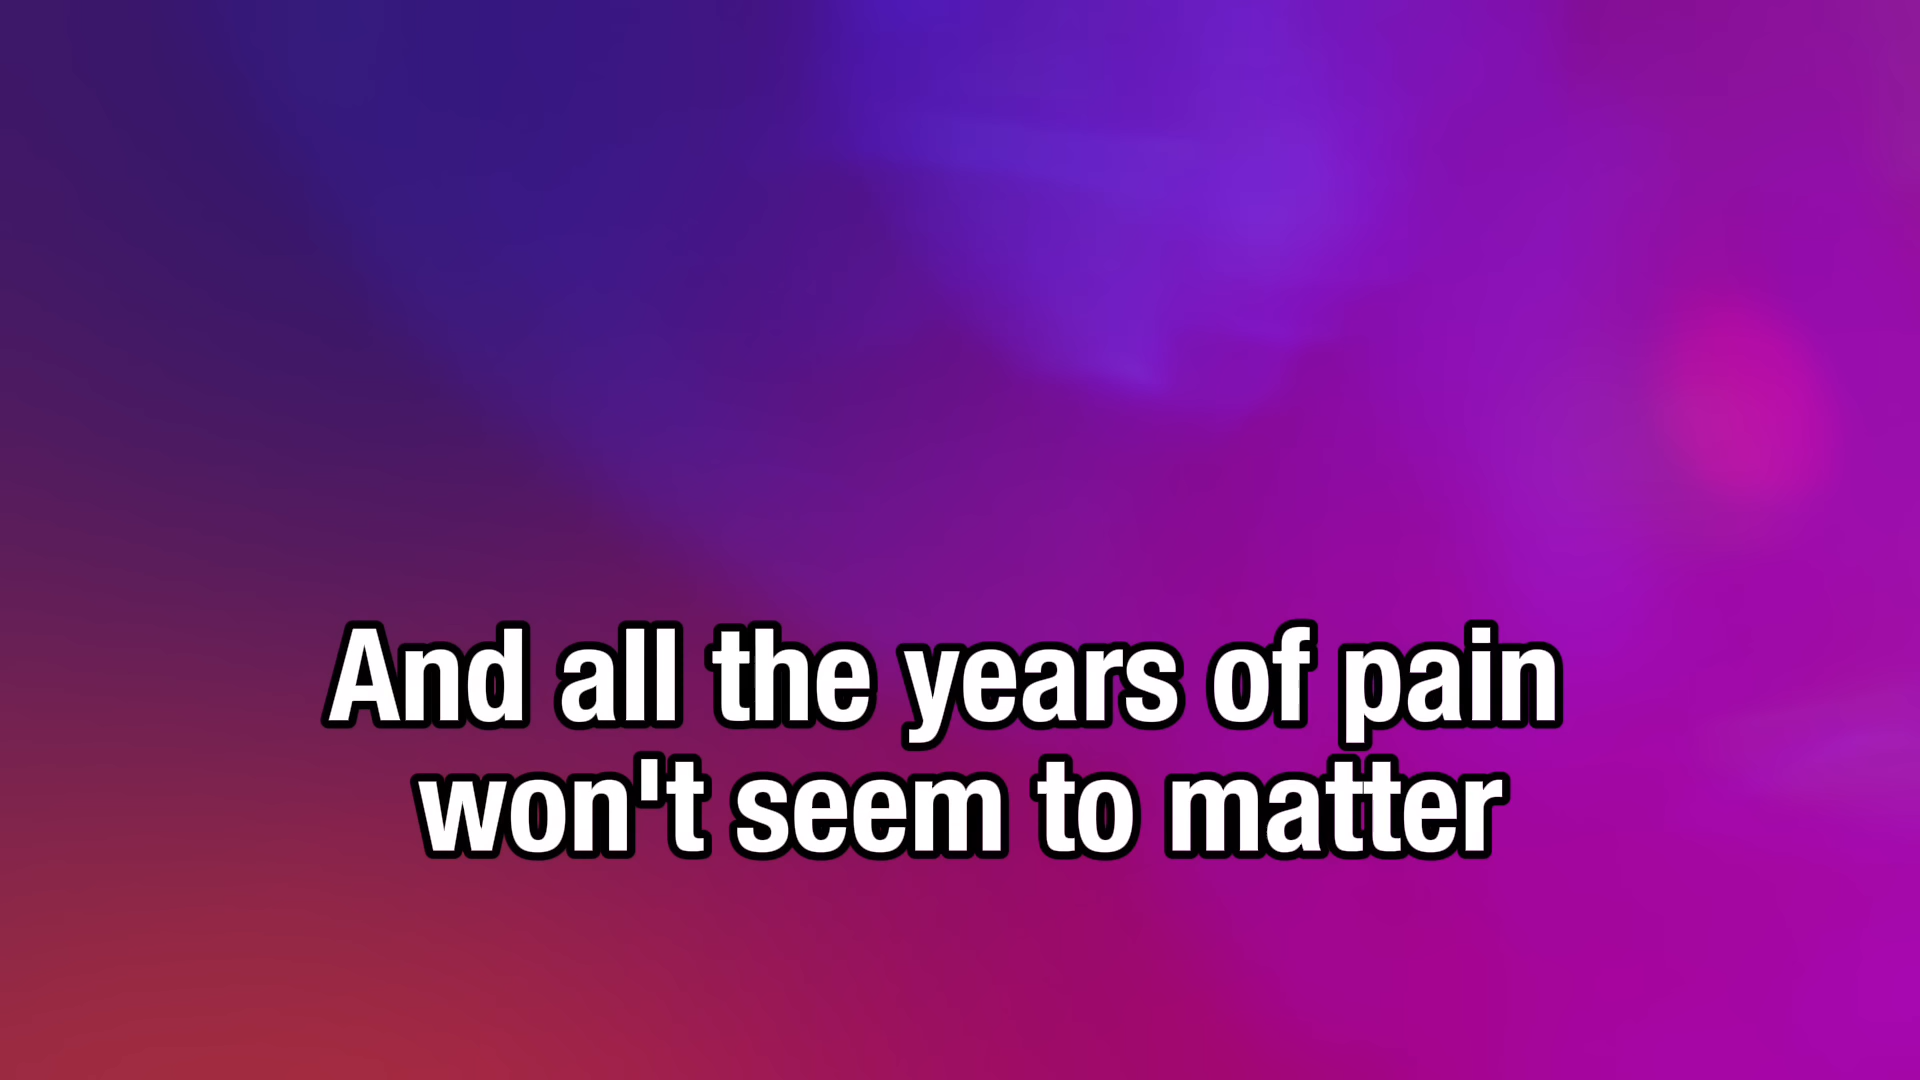 And all the years of pain
won't seem to matter